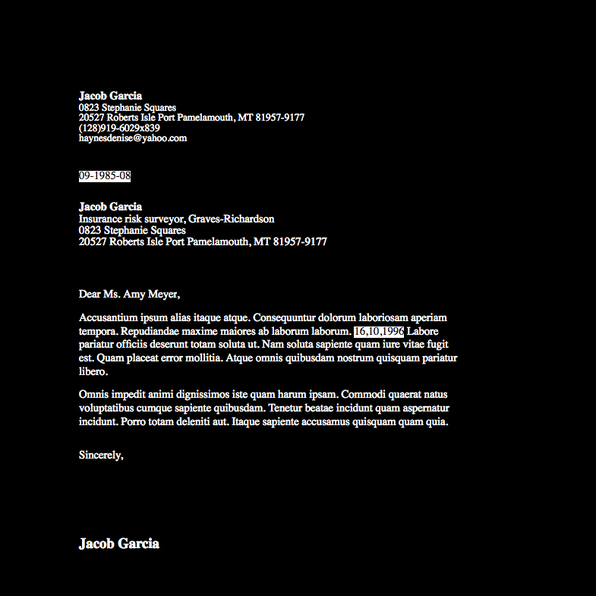 Jacob Garcia
0823 Stephanie Squares
20527 Roberts Isle Port Pamelamouth, MT 81957-9177
(128)919-6029x839
haynesdenise@yahoo.com
09-1985-08
Jacob Garcia
Insurance risk surveyor, Graves-Richardson
0823 Stephanie Squares
20527 Roberts Isle Port Pamelamouth, MT 81957-9177
Dear Ms. Amy Meyer,
Accusantium ipsum alias itaque atque. Consequuntur dolorum laboriosam aperiam
tempora. Repudiandae maxime maiores ab laborum laborum. 16,10,1996 Labore
pariatur officiis deserunt totam soluta ut. Nam soluta sapiente quam iure vitae fugit
est. Quam placeat error mollitia. Atque omnis quibusdam nostrum quisquam pariatur
libero.
Omnis impedit animi dignissimos iste quam harum ipsam. Commodi quaerat natus
voluptatibus cumque sapiente quibusdam. Tenetur beatae incidunt quam aspernatur
incidunt. Porro totam deleniti aut. Itaque sapiente accusamus quisquam quam quia.
Sincerely,
Jacob Garcia